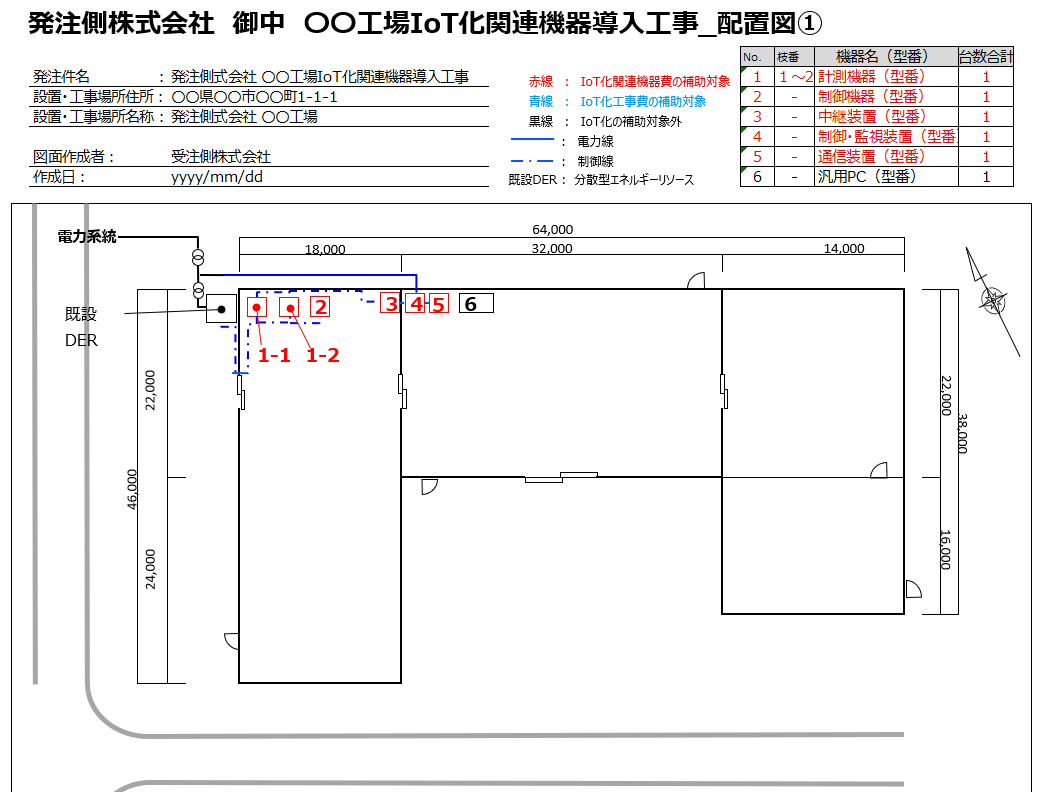 発注側株式会社 御中 〇〇工場IoT化関連機器導入工事_配置図①
発注件名 : 発注側式会社 〇〇工場IoT化関連機器導入工事
設置・工事場所住所: 〇〇県〇〇市〇〇町1-1-1
設置・工事場所名称: 発注側式会社 〇〇工場
図面作成者: 受注側株式会社
作成日: yyyy/mm/dd
赤線 : IoT化関連機器費の補助対象
青線 : IoT化工事費の補助対象
黒線 : IoT化の補助対象外
: 電力線
: 制御線
既設DER: 分散型エネルギーリソース
No. 枝番 機器名（型番） 台数合計
1 1～2 計測機器（型番） 1
2 - 制御機器（型番） 1
3 - 中継装置（型番） 1
4 - 制御・監視装置（型番 1
5 - 通信装置（型番） 1
6 - 汎用PC（型番） 1
電力系統
64,000
18,000
32,000
14,000
既設
DER
2
3
4
5
6
1-1
1-2
22,000
46,000
24,000
22,000
38,000
16,000